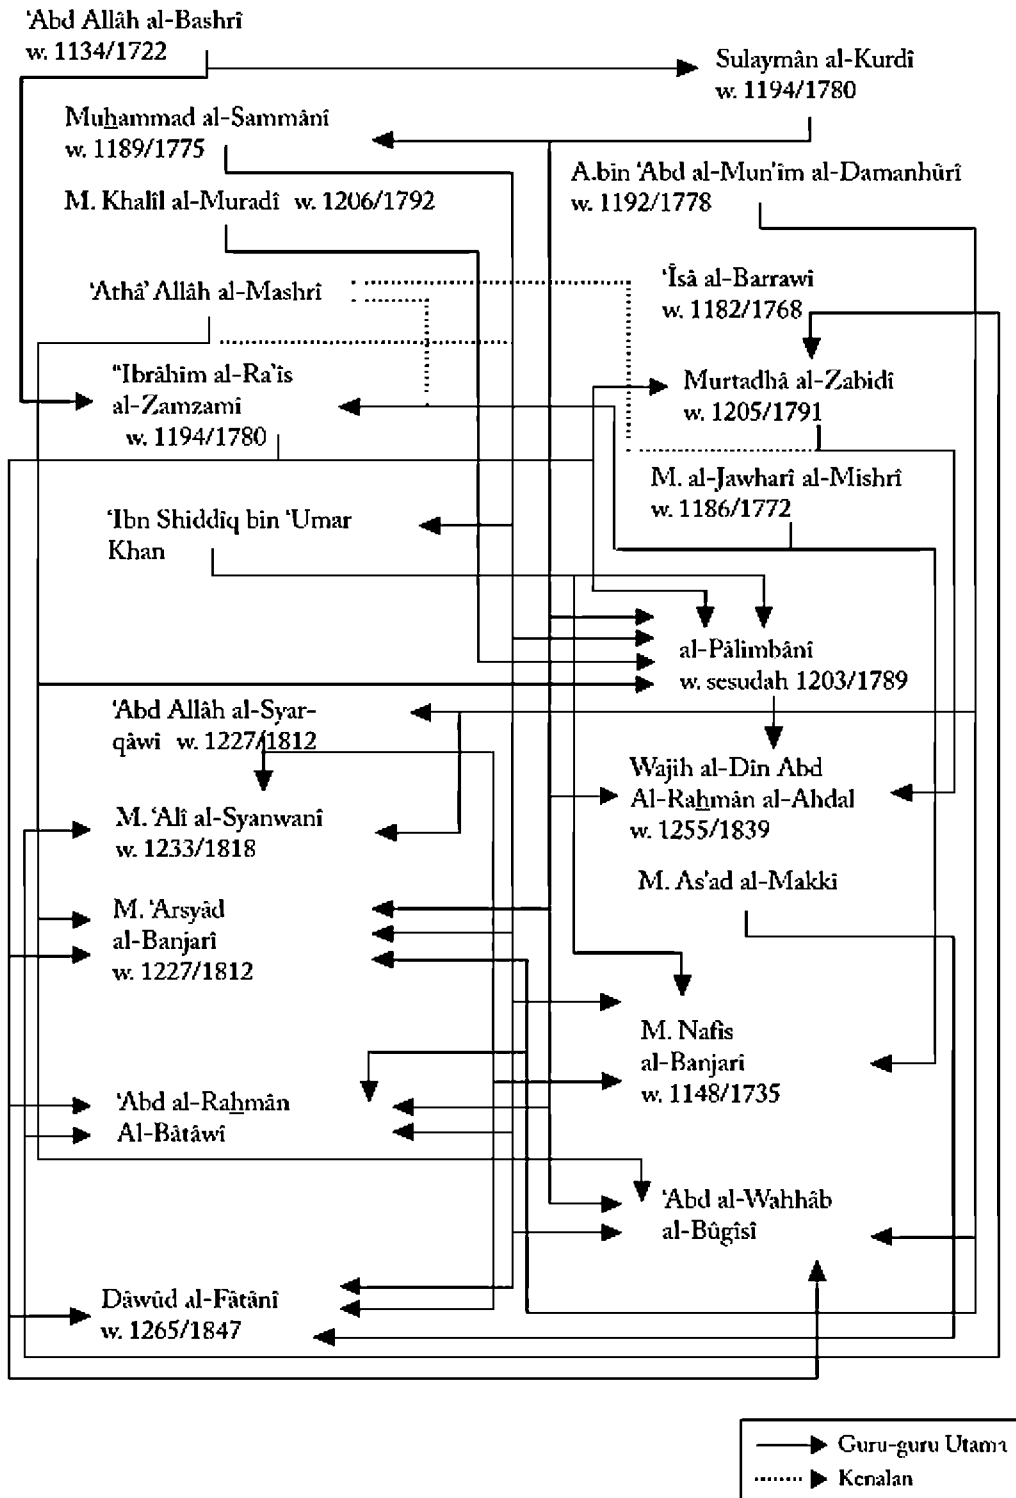 'Abd Allâh al-Bashrî
w. 1134/1722
Sulaymân al-Kurdî
w. 1194/1780
Muhammad al-Sammânî
w. 1189/1775
A.bin 'Abd al-Mun'im al-Damanhûrî
w. 1192/1778
M. Khalîl al-Muradî w. 1206/1792
'Athâ' Allâh al-Mashrî
'Îsâ al-Barrawi
w. 1182/1768
"Ibrâhim al-Ra'îs
al-Zamzami
w. 1194/1780
Murtadhâ al-Zabidî
w. 1205/1791
M. al-Jawharî al-Mishrî
w. 1186/1772
'Ibn Shiddîq bin 'Umar
Khan
al-Pâlimbânî
w. sesudah 1203/1789
'Abd Allâh al-Syar-
qâwî w. 1227/1812
Wajih al-Dîn Abd
Al-Rahmân al-Ahdal
w. 1255/1839
M. 'Alî al-Syanwanî
w. 1233/1818
M. As'ad al-Makki
M. 'Arsyâd
al-Banjarî
w. 1227/1812
M. Nafîs
al-Banjari
w. 1148/1735
'Abd al-Rahmân
Al-Bâtâwî
'Abd al-Wahhâb
al-Bûgîsî
Dâwûd al-Fâtânî
w. 1265/1847
Guru-guru Utama
Kenalan